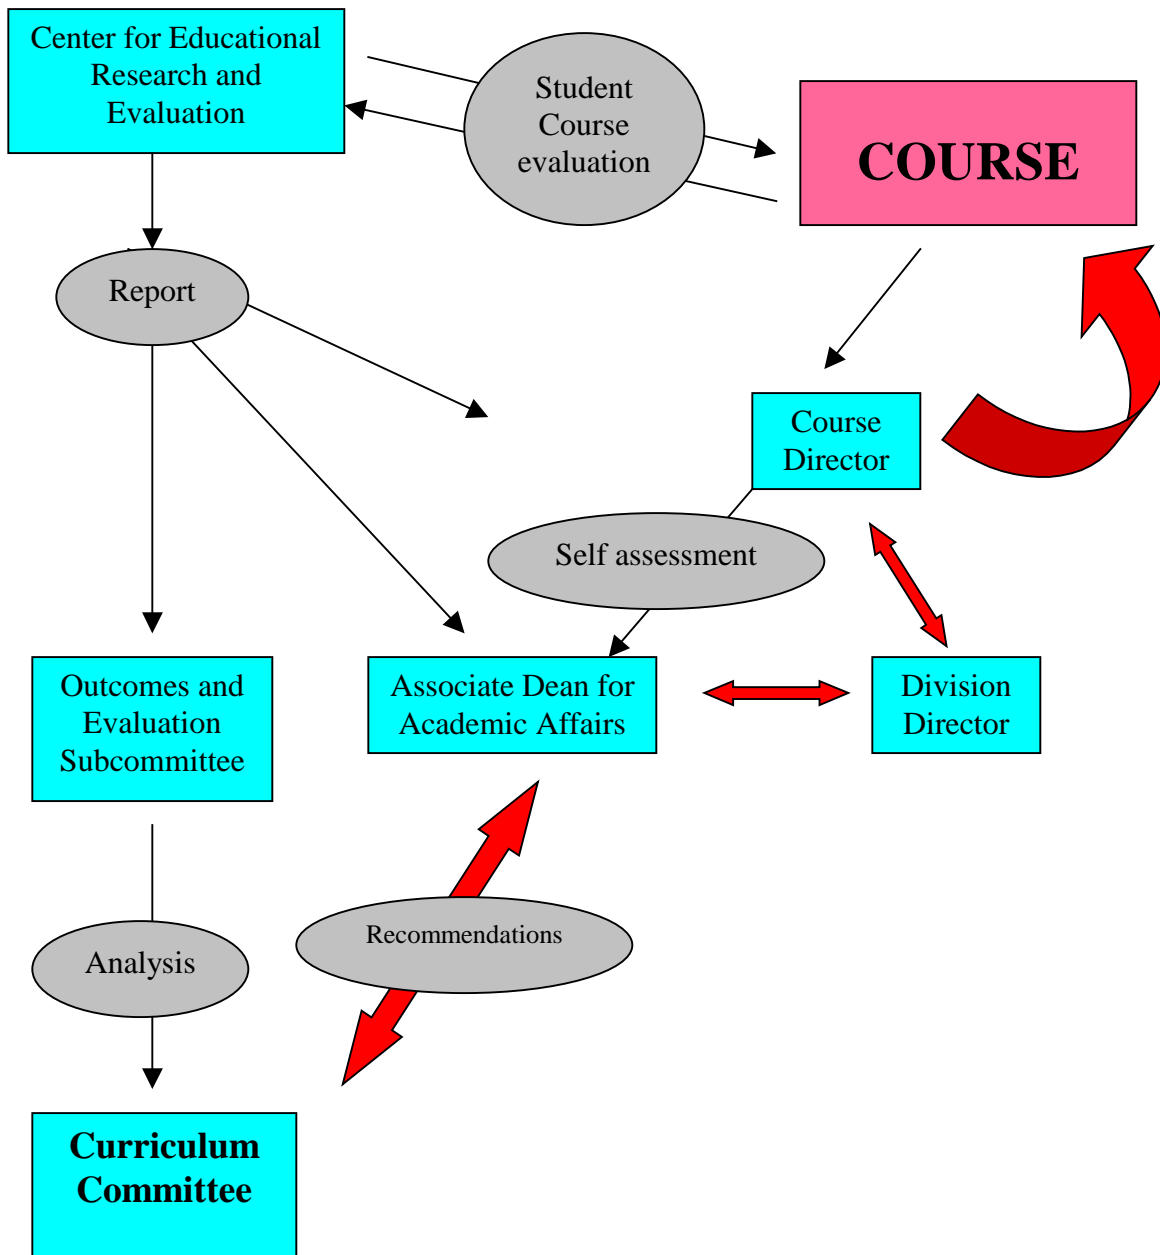 Center for Educational
Research and
Evaluation
Student
Course
evaluation
COURSE
Report
Course
Director
Self assessment
Outcomes and
Evaluation
Subcommittee
Associate Dean for
Academic Affairs
Division
Director
Recommendations
Analysis
Curriculum
Committee